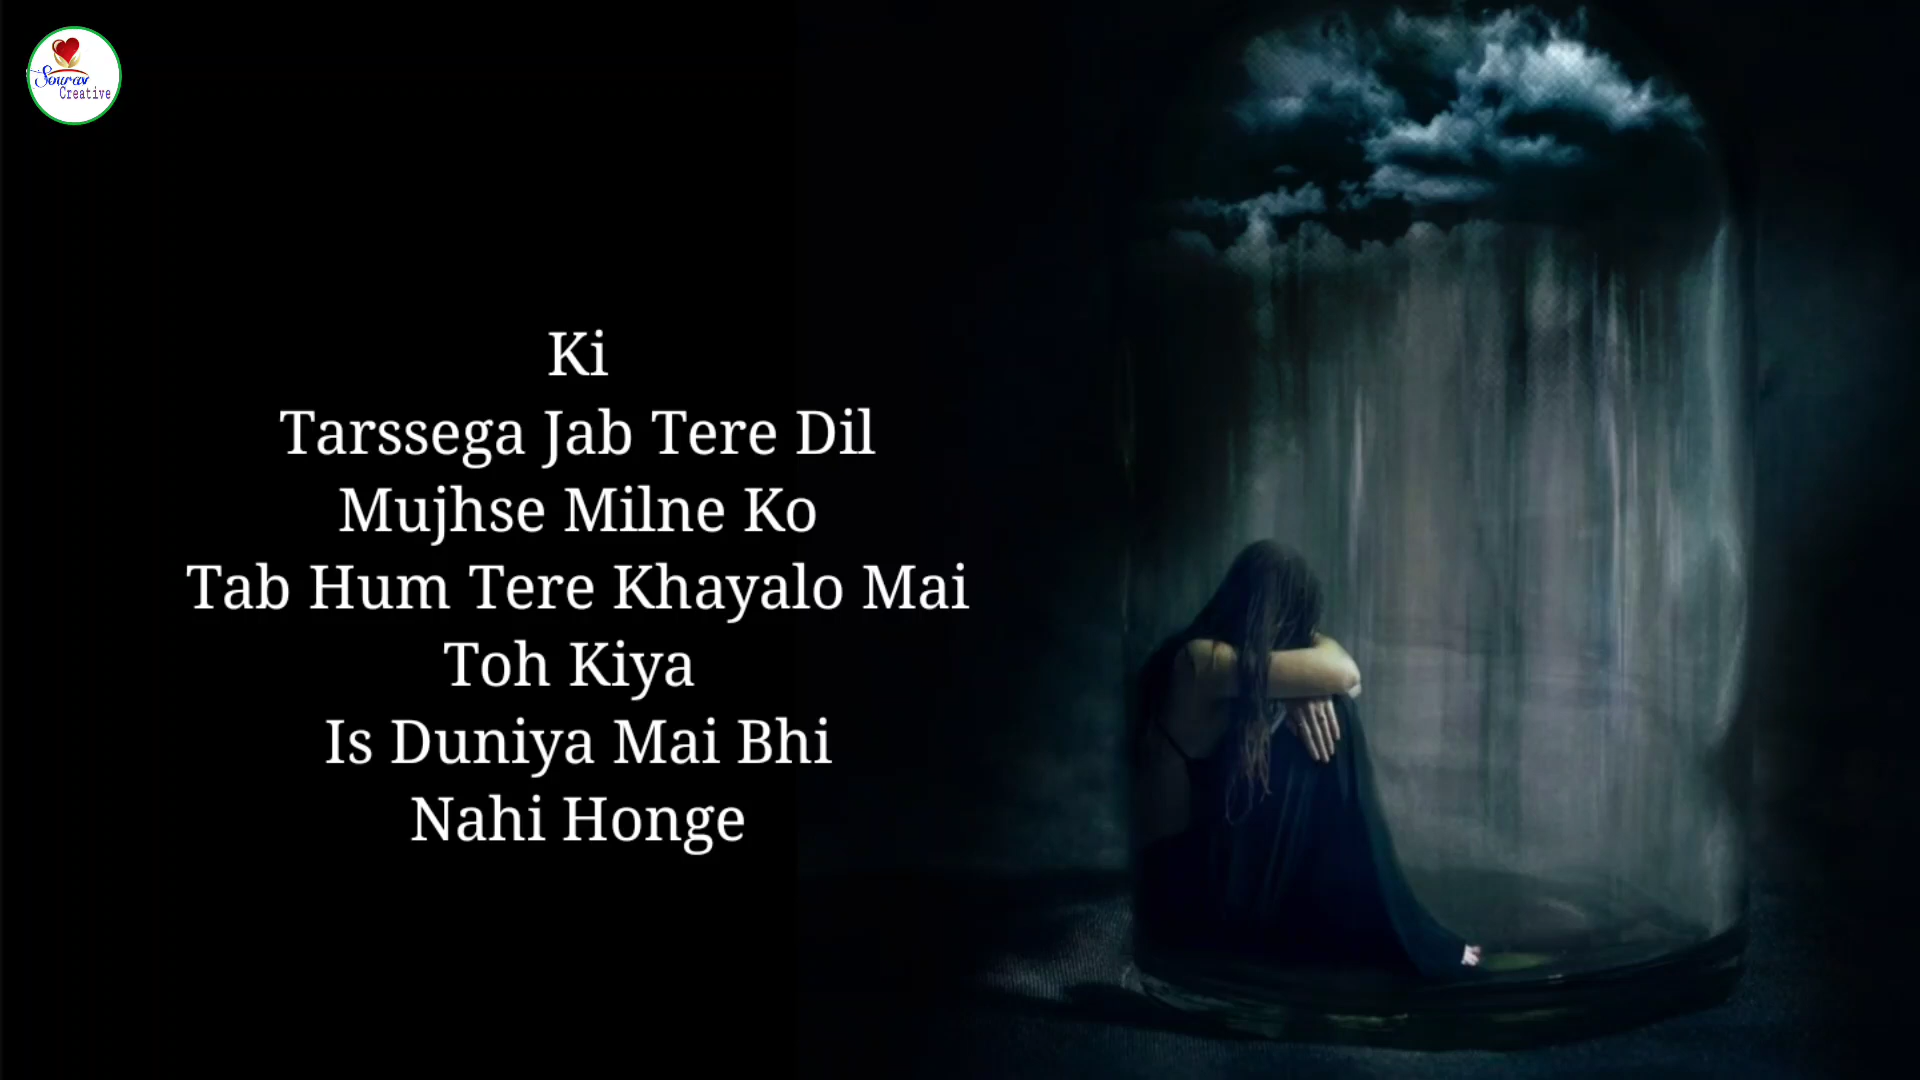 Sourav
Creative
Ki
Tarssega Jab Tere Dil
Mujhse Milne Ko
Tab Hum Tere Khayalo Mai
Toh Kiya
Is Duniya Mai Bhi
Nahi Honge